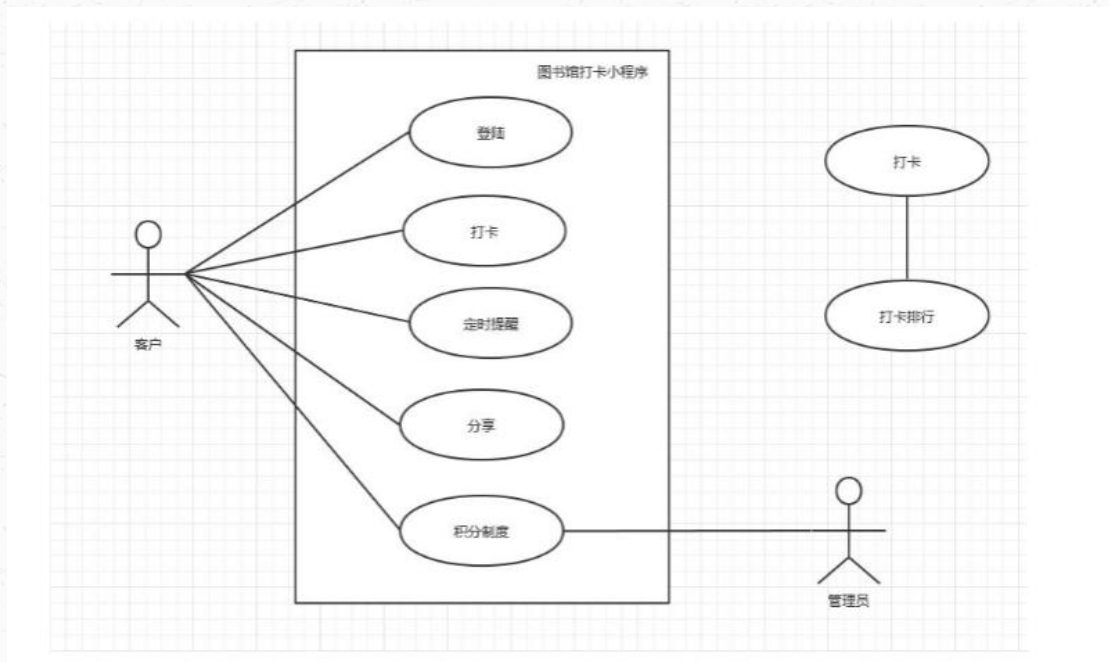 图书馆打卡小程序
登陆
打卡
定时提醒
分享
积分制度
客户
打卡
打卡排行
管理员